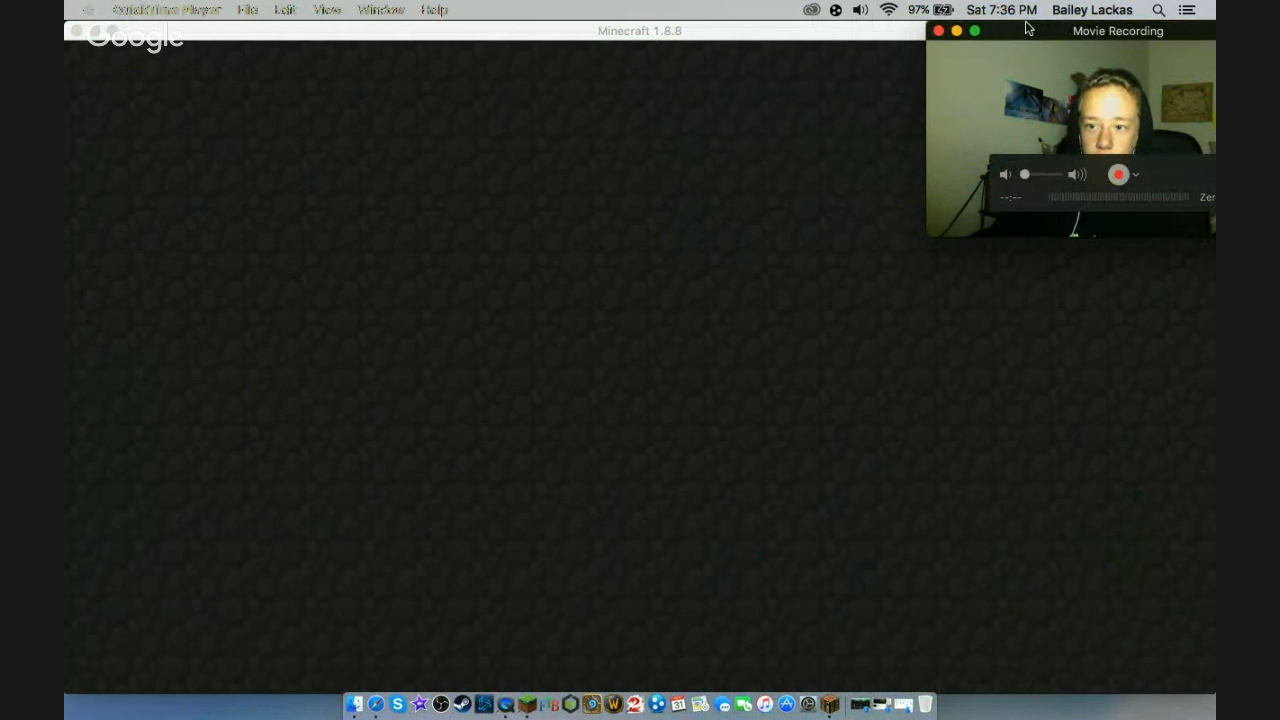 QuickTime Player File Edit View Window Help 97% Sat 7:36 PM Bailey Lackas
Google
Minecraft 1.8.8
Movie Recording
--:--
31